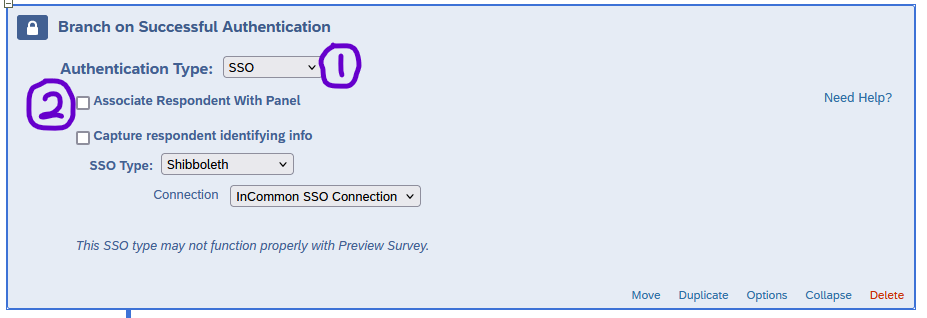 Branch on Successful Authentication
Authentication Type: SSO 1
2 Associate Respondent With Panel
Need Help?
Capture respondent identifying info
SSO Type: Shibboleth
Connection InCommon SSO Connection
This SSO type may not function properly with Preview Survey.
Move Duplicate Options Collapse Delete